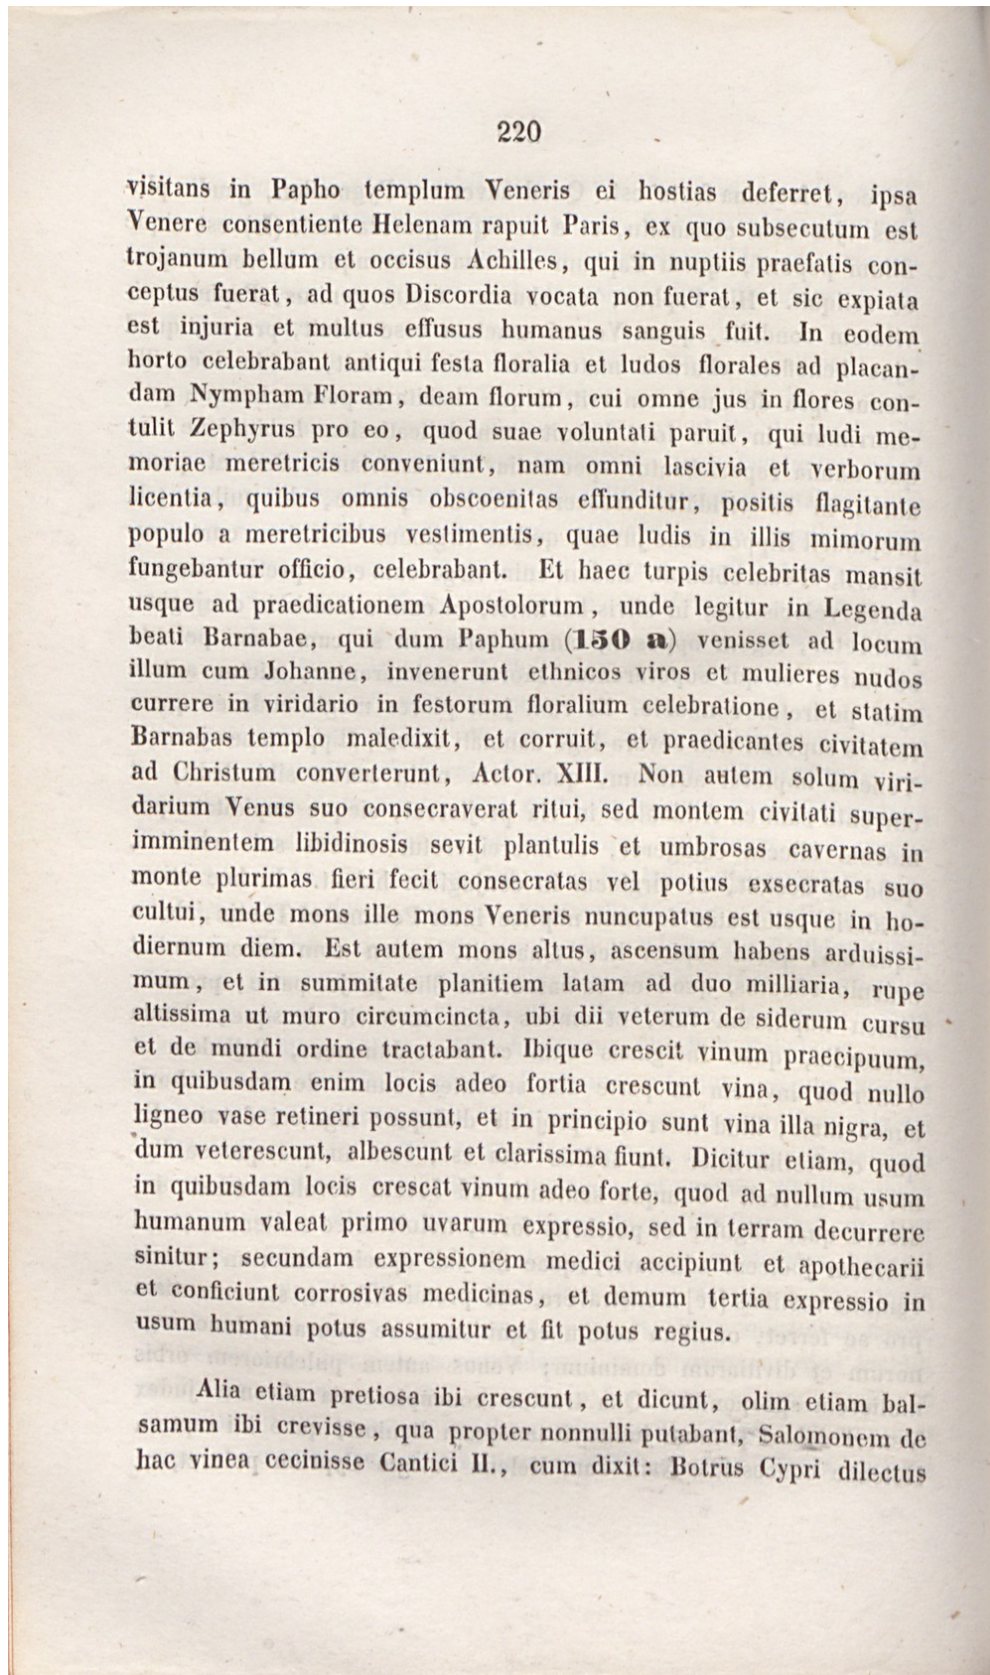 220
visitans in Papho templum Veneris ei hostias deferret, ipsa
Venere consentiente Helenam rapuit Paris, ex quo subsecutum est
trojanum bellum et occisus Achilles, qui in nuptiis praefatis con-
ceptus fuerat, ad quos Discordia vocata non fuerat, et sic expiata
est injuria et multus effusus humanus sanguis fuit. In eodem
horto celebrabant antiqui festa floralia et ludos florales ad placan-
dam Nympham Floram, deam florum, cui omne jus in flores con-
tulit Zephyrus pro eo, quod suae voluntati paruit, qui ludi me-
moriae meretricis conveniunt, nam omni lascivia et verborum
licentia, quibus omnis obscoenitas effunditur, positis flagitante
populo a meretricibus vestimentis, quae ludis in illis mimorum
fungebantur officio, celebrabant. Et haec turpis celebritas mansit
usque ad praedicationem Apostolorum, unde legitur in Legenda
beati Barnabae, qui dum Paphum (150 a) venisset ad locum
illum cum Johanne, invenerunt ethnicos viros et mulieres nudos
currere in viridario in festorum floralium celebratione, et statim
Barnabas templo maledixit, et corruit, et praedicantes civitatem
ad Christum converterunt, Actor. XIII. Non autem solum viri-
darium Venus suo consecraverat ritui, sed montem civitati super-
imminentem libidinosis sevit plantulis et umbrosas cavernas in
monte plurimas fieri fecit consecratas vel potius exsecratas suo
cultui, unde mons ille mons Veneris nuncupatus est usque in ho-
diernum diem. Est autem mons altus, ascensum habens arduissi-
mum, et in summitate planitiem latam ad duo milliaria, rupe
altissima ut muro circumcincta, ubi dii veterum de siderum cursu
et de mundi ordine tractabant. Ibique crescit vinum praecipuum,
in quibusdam enim locis adeo fortia crescunt vina, quod nullo
ligneo vase retineri possunt, et in principio sunt vina illa nigra, et
dum veterescunt, albescunt et clarissima fiunt. Dicitur etiam, quod
in quibusdam locis crescat vinum adeo forte, quod ad nullum usum
humanum valeat primo uvarum expressio, sed in terram decurrere
sinitur; secundam expressionem medici accipiunt et apothecarii
et conficiunt corrosivas medicinas, et demum tertia expressio in
usum humani potus assumitur et fit potus regius.
Alia etiam pretiosa ibi crescunt, et dicunt, olim etiam bal-
samum ibi crevisse, qua propter nonnulli putabant, Salomonem de
hac vinea cecinisse Cantici II., cum dixit: Botrus Cypri dilectus